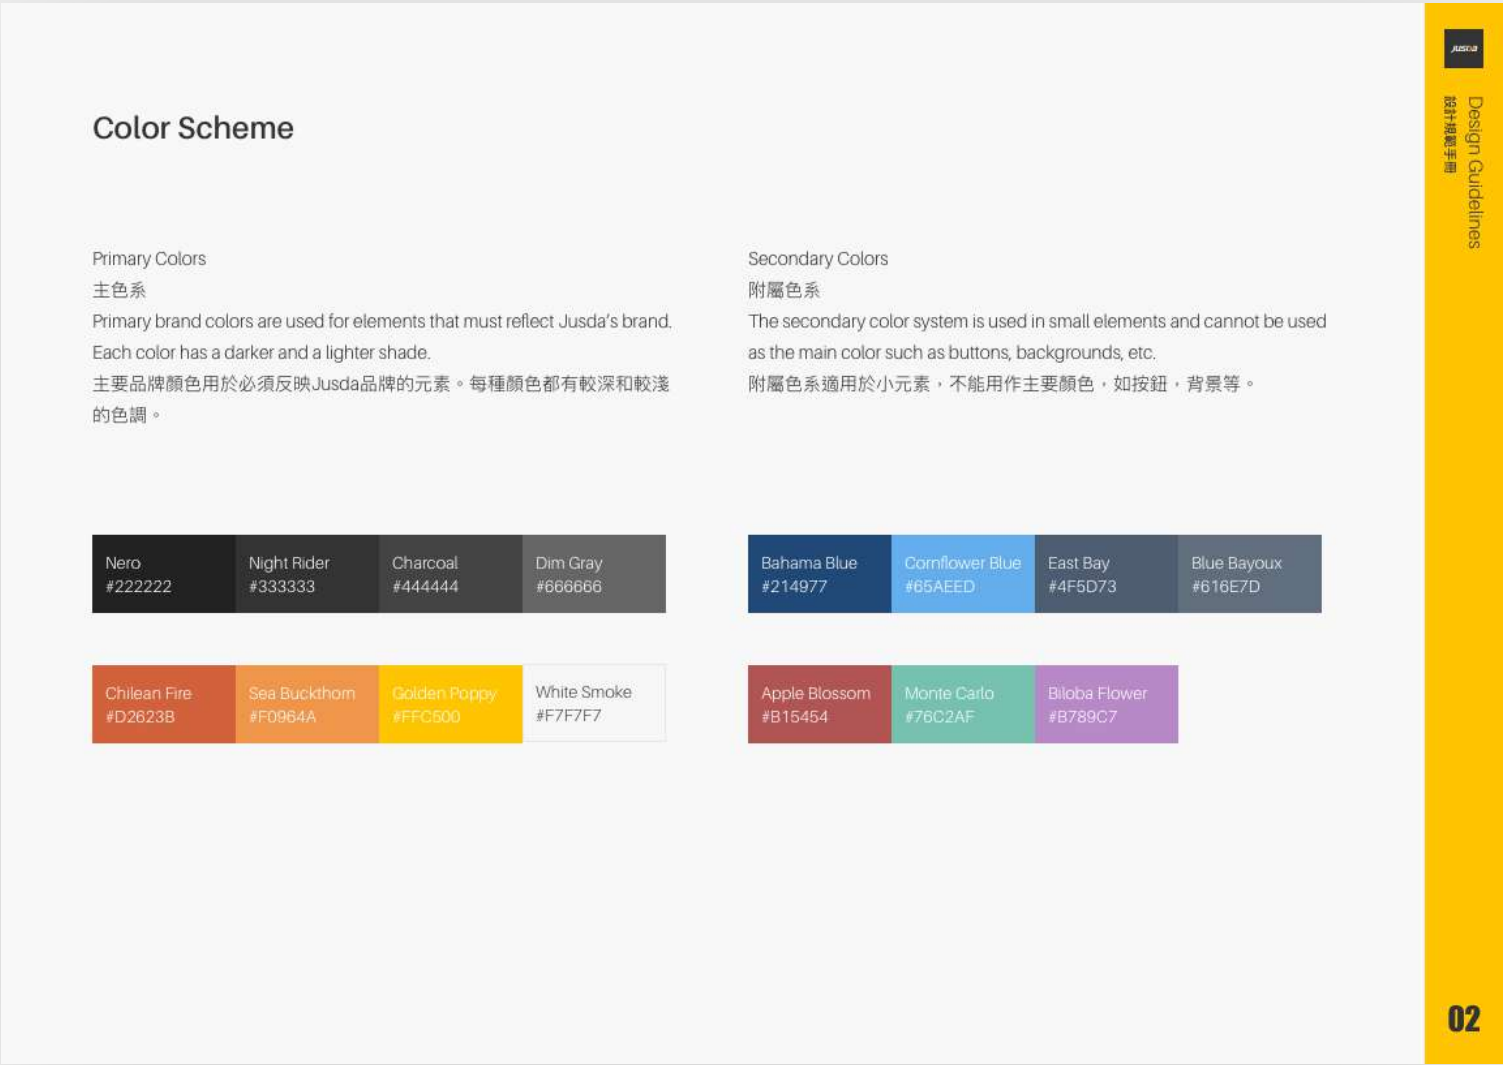 Color Scheme
Primary Colors
主色系
Primary brand colors are used for elements that must reflect Jusda's brand.
Each color has a darker and a lighter shade.
主要品牌顏色用於必須反映Jusda品牌的元素。每種顏色都有較深和較淺
的色調。
Secondary Colors
附屬色系
The secondary color system is used in small elements and cannot be used
as the main color such as buttons, backgrounds, etc.
附屬色系適用於小元素，不能用作主要顏色，如按鈕，背景等。
Nero
#222222
Night Rider
#333333
Charcoal
#444444
Dim Gray
#666666
Chilean Fire
#D2623B
Sea Buckthorn
#F0964A
Golden Poppy
#FFC500
White Smoke
#F7F7F7
Bahama Blue
#214977
Cornflower Blue
#65AEED
East Bay
#4F5D73
Blue Bayoux
#616E7D
Apple Blossom
#B15454
Monte Carlo
#76C2AF
Biloba Flower
#B789C7
JUSDA
Design Guidelines
設計規範手冊
02